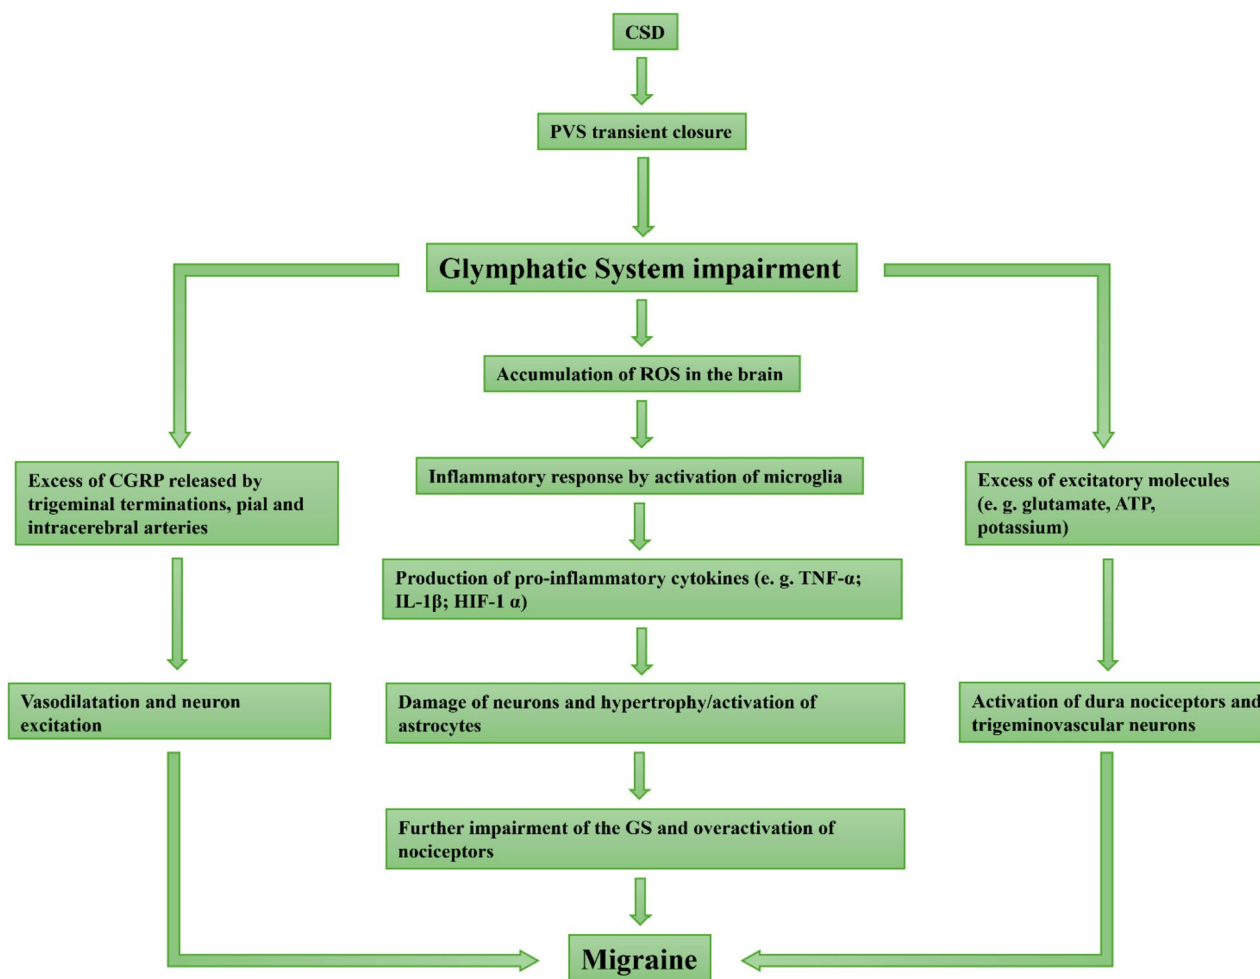 CSD
PVS transient closure
Glymphatic System impairment
Accumulation of ROS in the brain
Excess of CGRP released by
trigeminal terminations, pial and
intracerebral arteries
Inflammatory response by activation of microglia
Excess of excitatory molecules
(e. g. glutamate, ATP,
potassium)
Production of pro-inflammatory cytokines (e. g. TNF-α;
IL-1β; HIF-1 α)
Vasodilatation and neuron
excitation
Damage of neurons and hypertrophy/activation of
astrocytes
Activation of dura nociceptors and
trigeminovascular neurons
Further impairment of the GS and overactivation of
nociceptors
Migraine